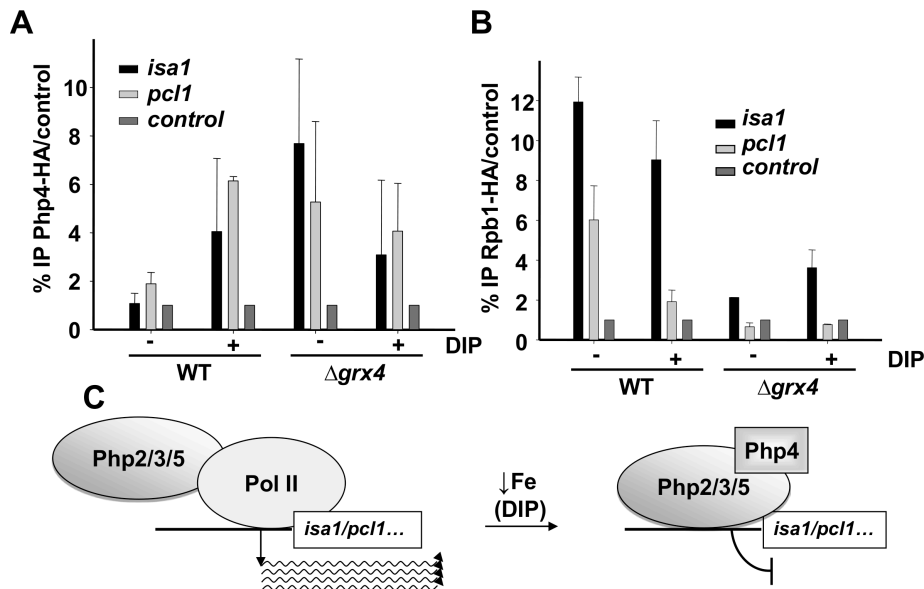 A
% IP Php4-HA/control
10
8
6
4
2
0
isa1
pcl1
control
- + - + DIP
WT Δgrx4
B
% IP Rpb1-HA/control
12
10
8
6
4
2
0
isa1
pcl1
control
- + - + DIP
WT Δgrx4
C
Php2/3/5
Pol II
isa1/pcl1...
↓Fe
(DIP)
Php4
Php2/3/5
isa1/pcl1...